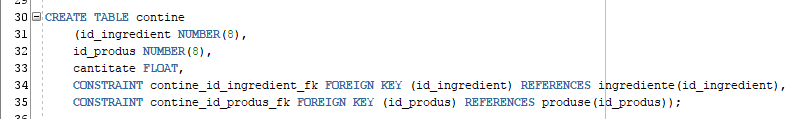 30 CREATE TABLE contine
31 (id_ingredient NUMBER(8),
32 id_produs NUMBER(8),
33 cantitate FLOAT,
34 CONSTRAINT contine_id_ingredient_fk FOREIGN KEY (id_ingredient) REFERENCES ingrediente(id_ingredient),
35 CONSTRAINT contine_id_produs_fk FOREIGN KEY (id_produs) REFERENCES produse(id_produs));